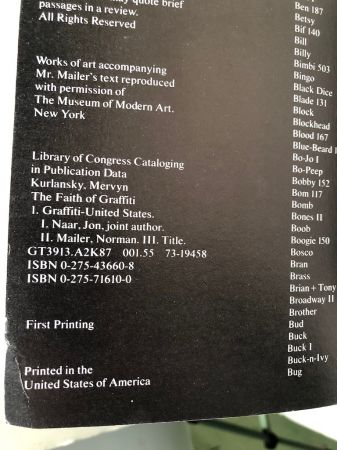 may quote brief
passages in a review.
All Rights Reserved
Works of art accompanying
Mr. Mailer's text reproduced
with permission of
The Museum of Modern Art.
New York
Library of Congress Cataloging
in Publication Data
Kurlansky, Mervyn
The Faith of Graffiti
1. Graffiti-United States.
I. Naar, Jon, joint author.
II. Mailer, Norman. III. Title.
GT3913.A2K87 001.55 73-19458
ISBN 0-275-43660-8
ISBN 0-275-71610-0
First Printing
Printed in the
United States of America
Ben 187
Betsy
Bif 140
Bill
Billy
Bimbi 503
Bingo
Black Dice
Blade 131
Block
Blockhead
Blood 167
Blue-Beard 1
Bo-Jo I
Bo-Peep
Bobby 152
Bom 117
Bomb
Bones II
Boob
Boogie 150
Bosco
Bran
Brass
Brian + Tony
Broadway II
Brother
Bud
Buck
Buck I
Buck-n-Ivy
Bug